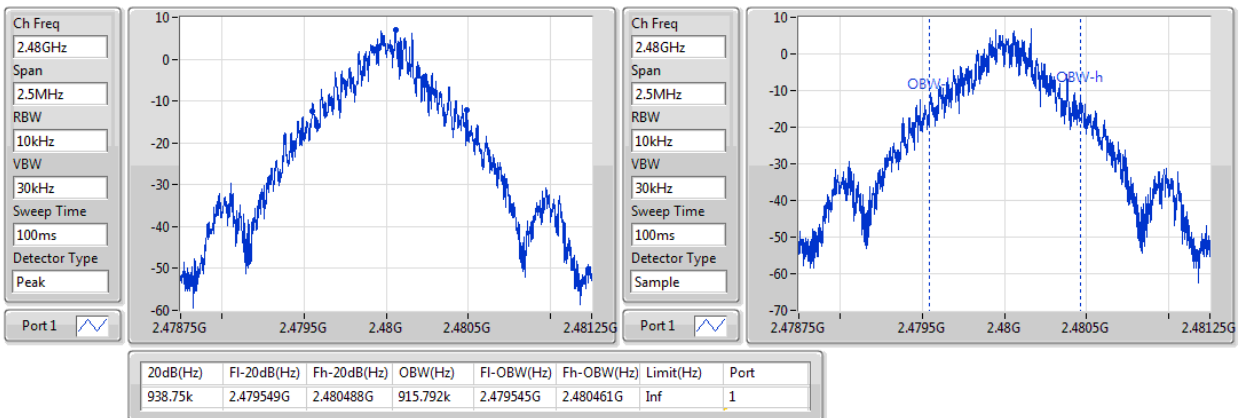 Ch Freq
2.48GHz
Span
2.5MHz
RBW
10kHz
VBW
30kHz
Sweep Time
100ms
Detector Type
Peak
Port 1
10
0
-10
-20
-30
-40
-50
-60
2.47875G 2.4795G 2.48G 2.4805G 2.48125G
Ch Freq
2.48GHz
Span
2.5MHz
RBW
10kHz
VBW
30kHz
Sweep Time
100ms
Detector Type
Sample
Port 1
10
0
-10
-20
-30
-40
-50
-60
-70
OBW-
OBW-h
2.47875G 2.4795G 2.48G 2.4805G 2.48125G
20dB(Hz) Fl-20dB(Hz) Fh-20dB(Hz) OBW(Hz) Fl-OBW(Hz) Fh-OBW(Hz) Limit(Hz) Port
938.75k 2.479549G 2.480488G 915.792k 2.479545G 2.480461G Inf 1